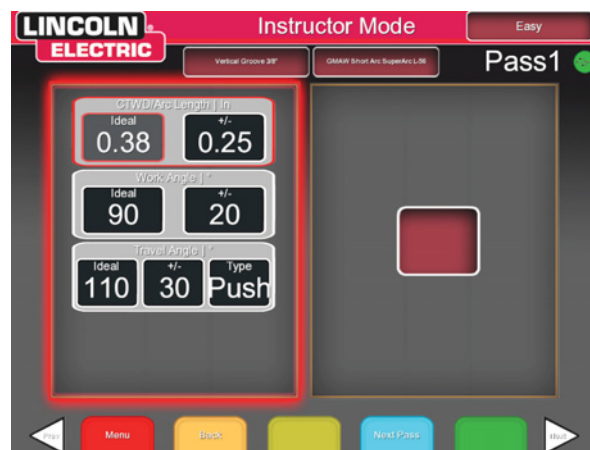 LINCOLN
ELECTRIC
Instructor Mode
Easy
Vertical Groove 3/8"
GMAW Short Arc SuperArc L-56
Pass1
CTWD/Arc Length | In
Ideal +/-
0.38 0.25
Work Angle | °
Ideal +/-
90 20
Travel Angle | °
Ideal +/- Type
110 30 Push
Prev Menu Back Next Pass Next